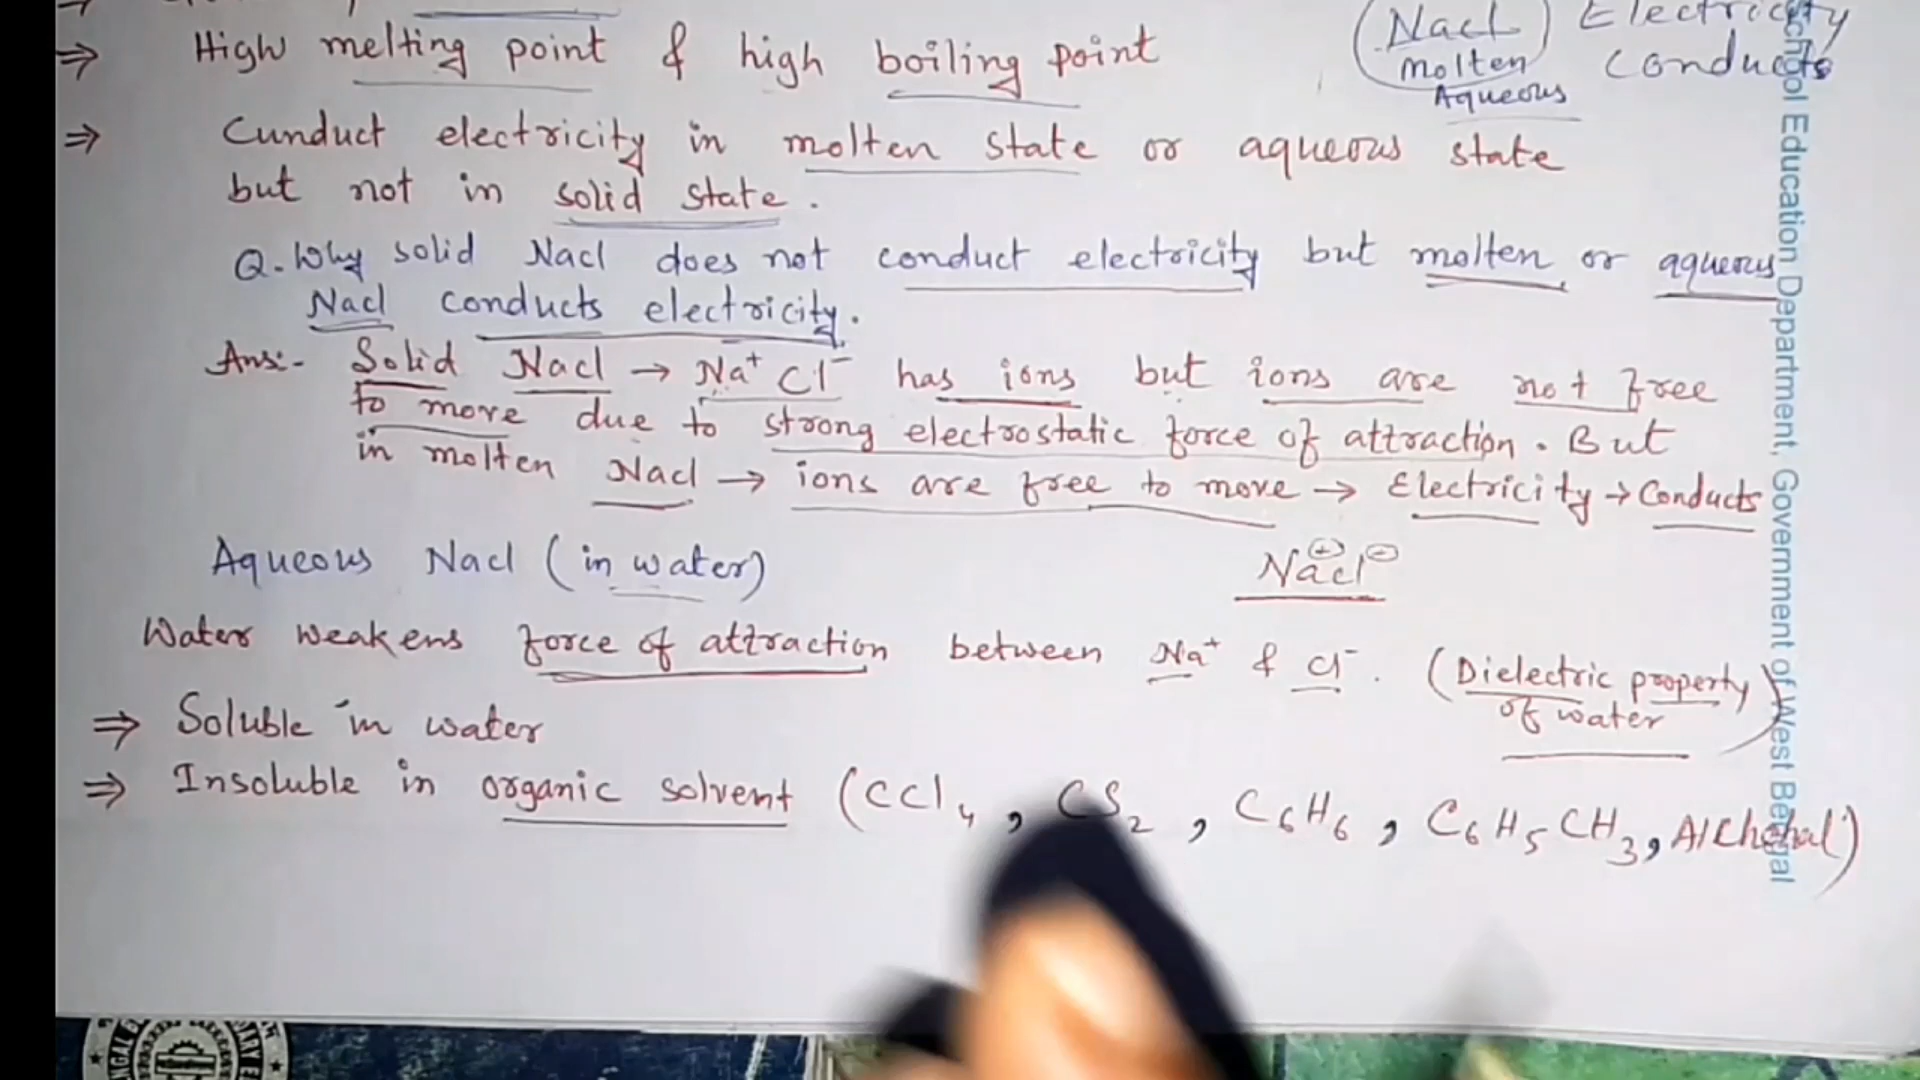 ⇒ High melting point & high boiling point
Nacl Electricity
molten Conducts
Aqueous
⇒ Cunduct electricity in molten state or aqueous state
but not in solid state.
Q. Why solid Nacl does not conduct electricity but molten or aqueous
Nacl conducts electricity.
Ans:- Solid Nacl → Na⁺ Cl⁻ has ions but ions are not free
to move due to strong electrostatic force of attraction. But
in molten Nacl → ions are free to move → Electricity → Conducts
Aqueous Nacl (in water) Na⊕cl⊖
Water weakens force of attraction between Na⁺ & Cl⁻. (Dielectric property
of water)
⇒ Soluble in water
⇒ Insoluble in organic solvent (CCl₄, CS₂, C₆H₆, C₆H₅CH₃, Alchohal)
School Education Department, Government of West Bengal